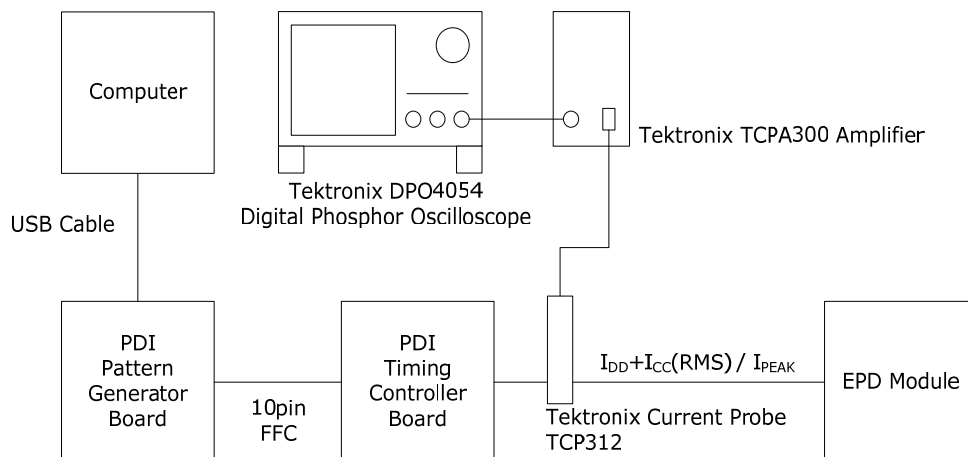 Computer
Tektronix TCPA300 Amplifier
Tektronix DPO4054
Digital Phosphor Oscilloscope
USB Cable
PDI
Pattern
Generator
Board
10pin
FFC
PDI
Timing
Controller
Board
IDD+ICC(RMS) / IPEAK
Tektronix Current Probe
TCP312
EPD Module